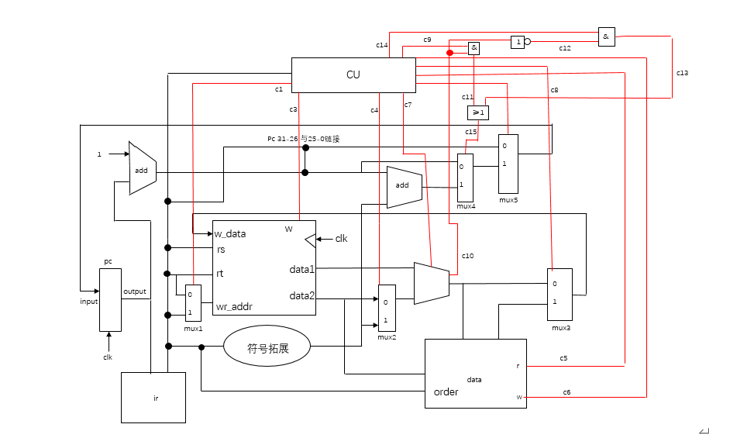 c14
c9
&
1
c12
&
CU
c13
c1
c3
c4
c7
c11
≥1
c8
c15
Pc 31-26 与25-0链接
1
add
add
0
1
mux4
0
1
mux5
w_data
W
clk
rs
rt
data1
data2
wr_addr
0
1
mux1
pc
output
input
clk
0
1
mux2
c10
0
1
mux3
符号拓展
ir
data
order
r
w
c5
c6